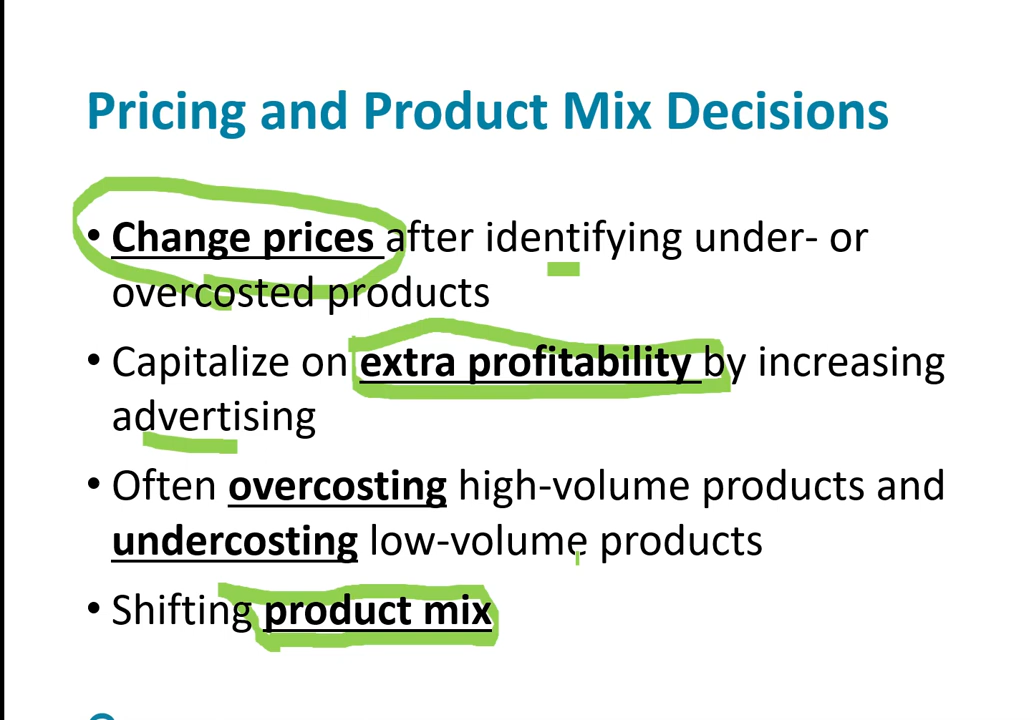 Pricing and Product Mix Decisions
• Change prices after identifying under- or
overcosted products
• Capitalize on extra profitability by increasing
advertising
• Often overcosting high-volume products and
undercosting low-volume products
• Shifting product mix